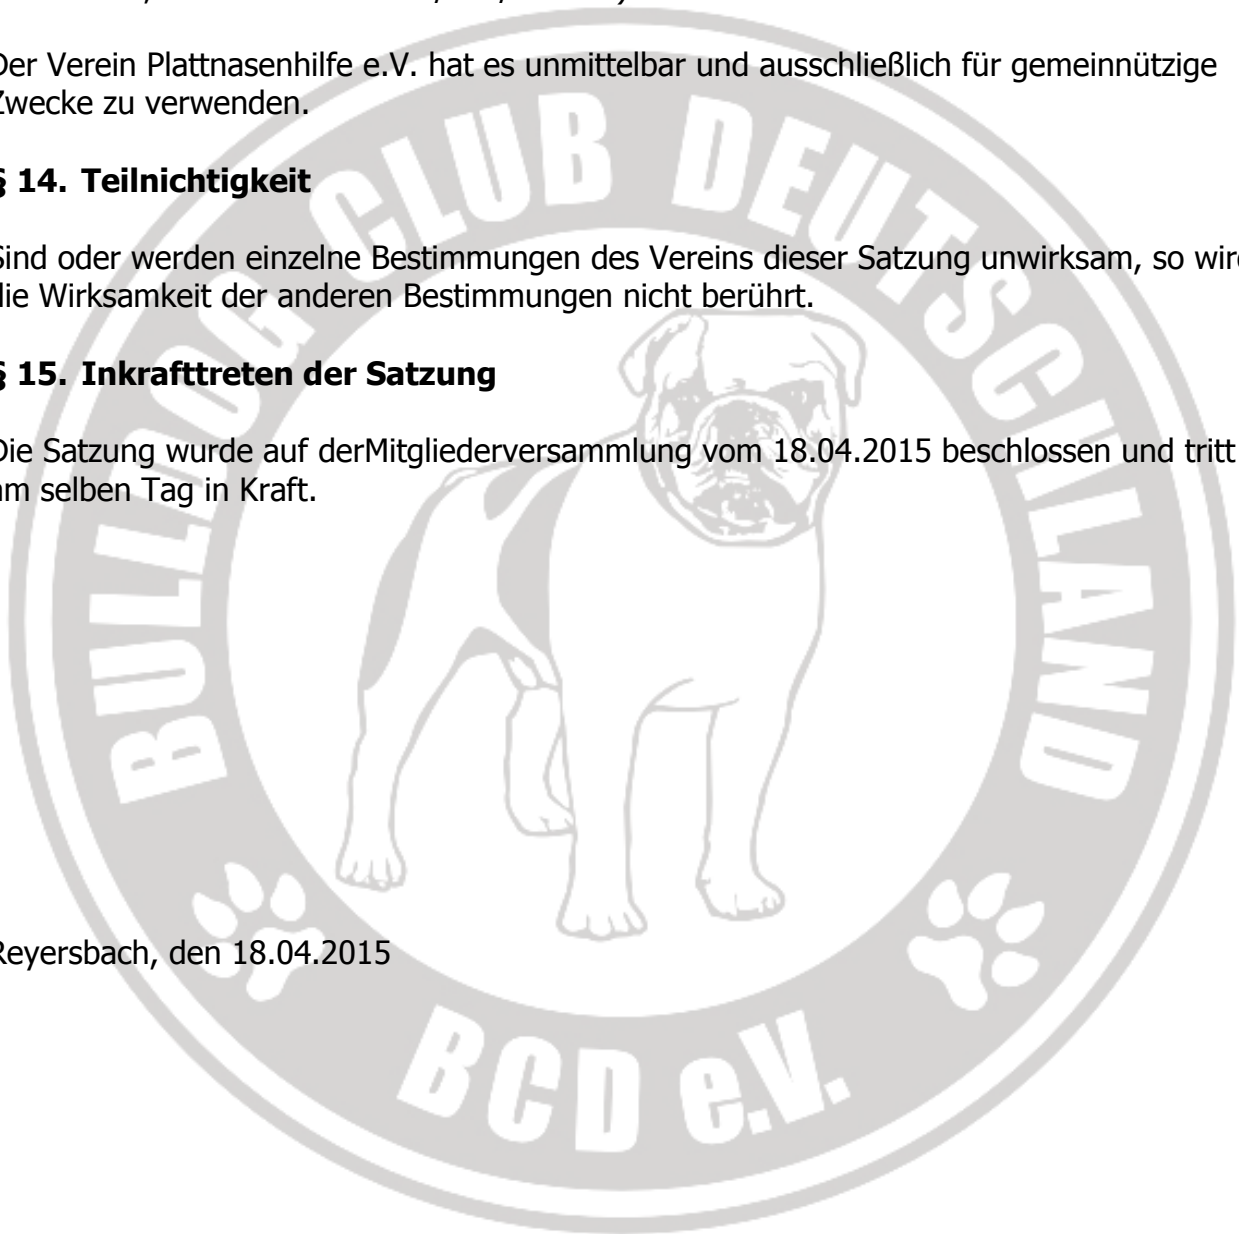 Der Verein Plattnasenhilfe e.V. hat es unmittelbar und ausschließlich für gemeinnützige
Zwecke zu verwenden.
§ 14. Teilnichtigkeit
Sind oder werden einzelne Bestimmungen des Vereins dieser Satzung unwirksam, so wird
die Wirksamkeit der anderen Bestimmungen nicht berührt.
§ 15. Inkrafttreten der Satzung
Die Satzung wurde auf derMitgliederversammlung vom 18.04.2015 beschlossen und tritt
am selben Tag in Kraft.
Reyersbach, den 18.04.2015
BULLDOG CLUB DEUTSCHLAND
BCD e.V.